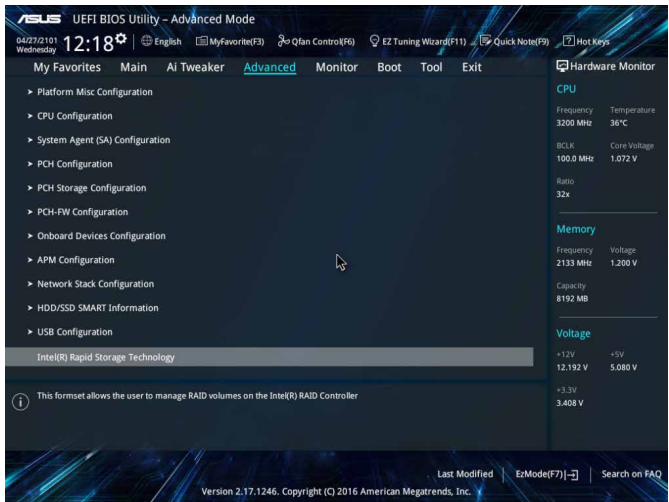 ASUS UEFI BIOS Utility – Advanced Mode
04/27/2101 Wednesday 12:18 English MyFavorite(F3) Qfan Control(F6) EZ Tuning Wizard(F11) Quick Note(F9) ? Hot Keys
My Favorites Main Ai Tweaker Advanced Monitor Boot Tool Exit
> Platform Misc Configuration
> CPU Configuration
> System Agent (SA) Configuration
> PCH Configuration
> PCH Storage Configuration
> PCH-FW Configuration
> Onboard Devices Configuration
> APM Configuration
> Network Stack Configuration
> HDD/SSD SMART Information
> USB Configuration
Intel(R) Rapid Storage Technology
i This formset allows the user to manage RAID volumes on the Intel(R) RAID Controller
Hardware Monitor
CPU
Frequency Temperature
3200 MHz 36°C
BCLK Core Voltage
100.0 MHz 1.072 V
Ratio
32x
Memory
Frequency Voltage
2133 MHz 1.200 V
Capacity
8192 MB
Voltage
+12V +5V
12.192 V 5.080 V
+3.3V
3.408 V
Last Modified EzMode(F7) Search on FAQ
Version 2.17.1246. Copyright (C) 2016 American Megatrends, Inc.